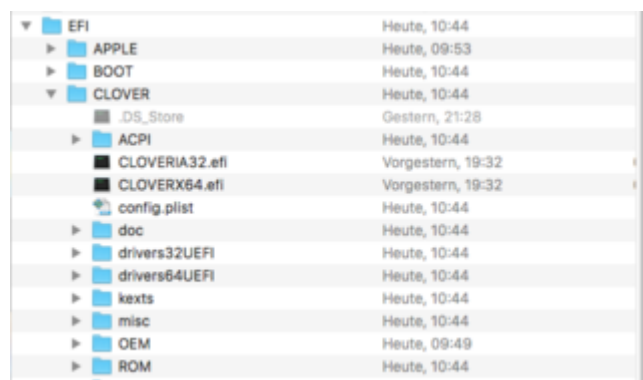 EFI Heute, 10:44
APPLE Heute, 09:53
BOOT Heute, 10:44
CLOVER Heute, 10:44
.DS_Store Gestern, 21:28
ACPI Heute, 10:44
CLOVERIA32.efi Vorgestern, 19:32
CLOVERX64.efi Vorgestern, 19:32
config.plist Heute, 10:44
doc Heute, 10:44
drivers32UEFI Heute, 10:44
drivers64UEFI Heute, 10:44
kexts Heute, 10:44
misc Heute, 10:44
OEM Heute, 09:49
ROM Heute, 10:44